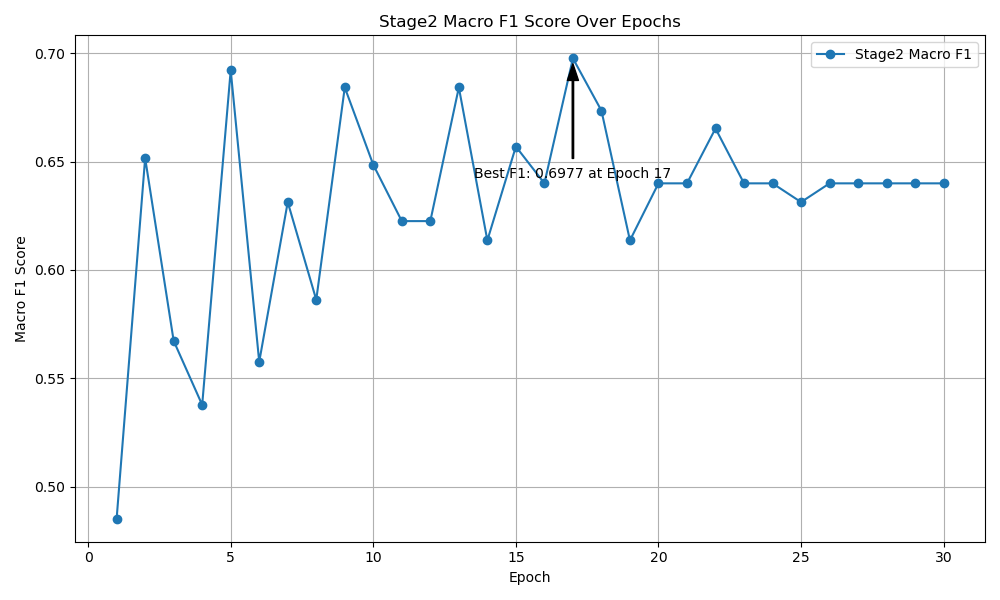 Stage2 Macro F1 Score Over Epochs
Stage2 Macro F1
Best F1: 0.6977 at Epoch 17
Macro F1 Score
0.70
0.65
0.60
0.55
0.50
0 5 10 15 20 25 30
Epoch